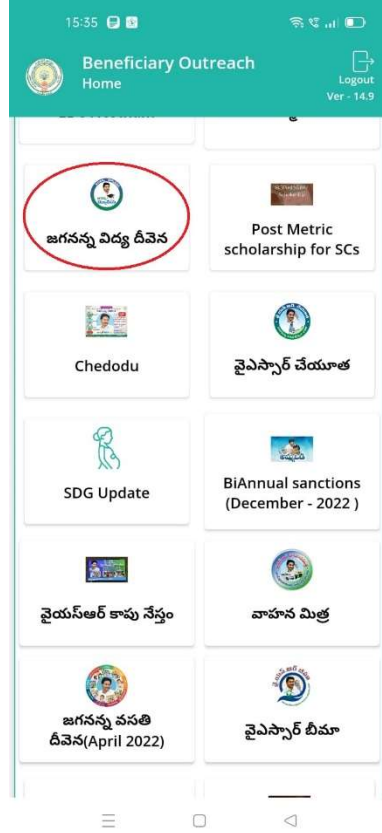 15:35
Beneficiary Outreach
Home
Logout
Ver - 14.9
జగనన్న విద్య దీవెన
Post Metric
scholarship for SCs
Chedodu
వైఎస్సార్ చేయూత
SDG Update
BiAnnual sanctions
(December - 2022 )
వైయస్ఆర్ కాపు నేస్తం
వాహన మిత్ర
జగనన్న వసతి
దీవెన(April 2022)
వైఎస్సార్ బీమా